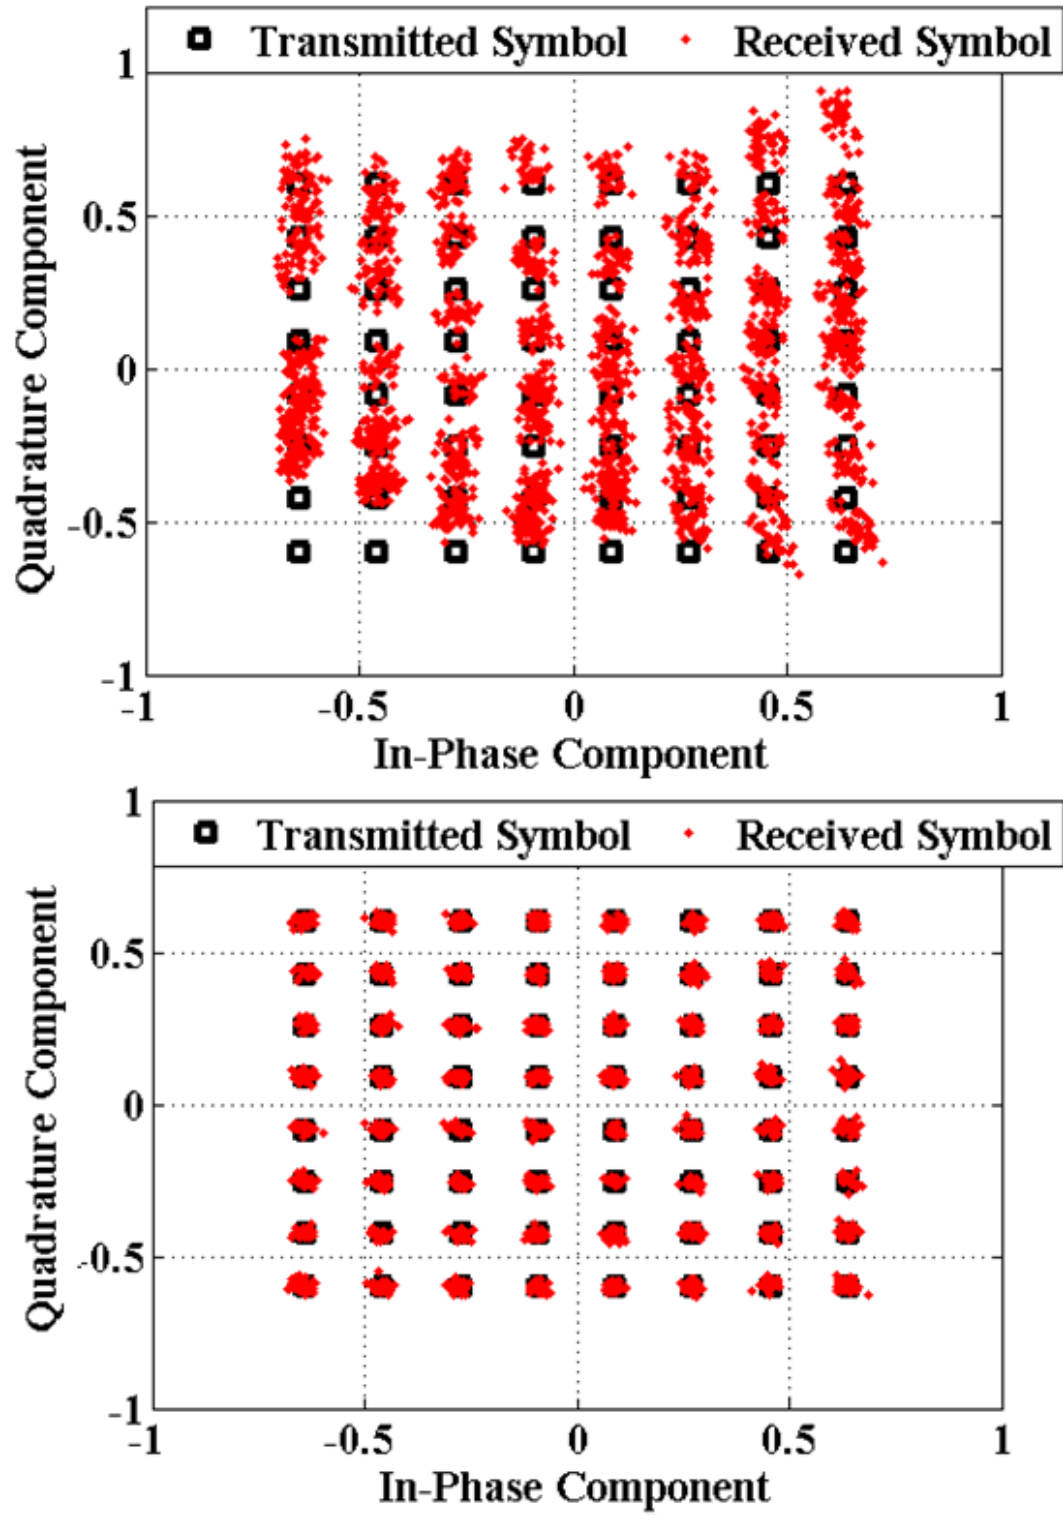 Transmitted Symbol Received Symbol
1
0.5
0
-0.5
-1
-1 -0.5 0 0.5 1
Quadrature Component
In-Phase Component
1
Transmitted Symbol Received Symbol
0.5
0
-0.5
-1
-1 -0.5 0 0.5 1
Quadrature Component
In-Phase Component